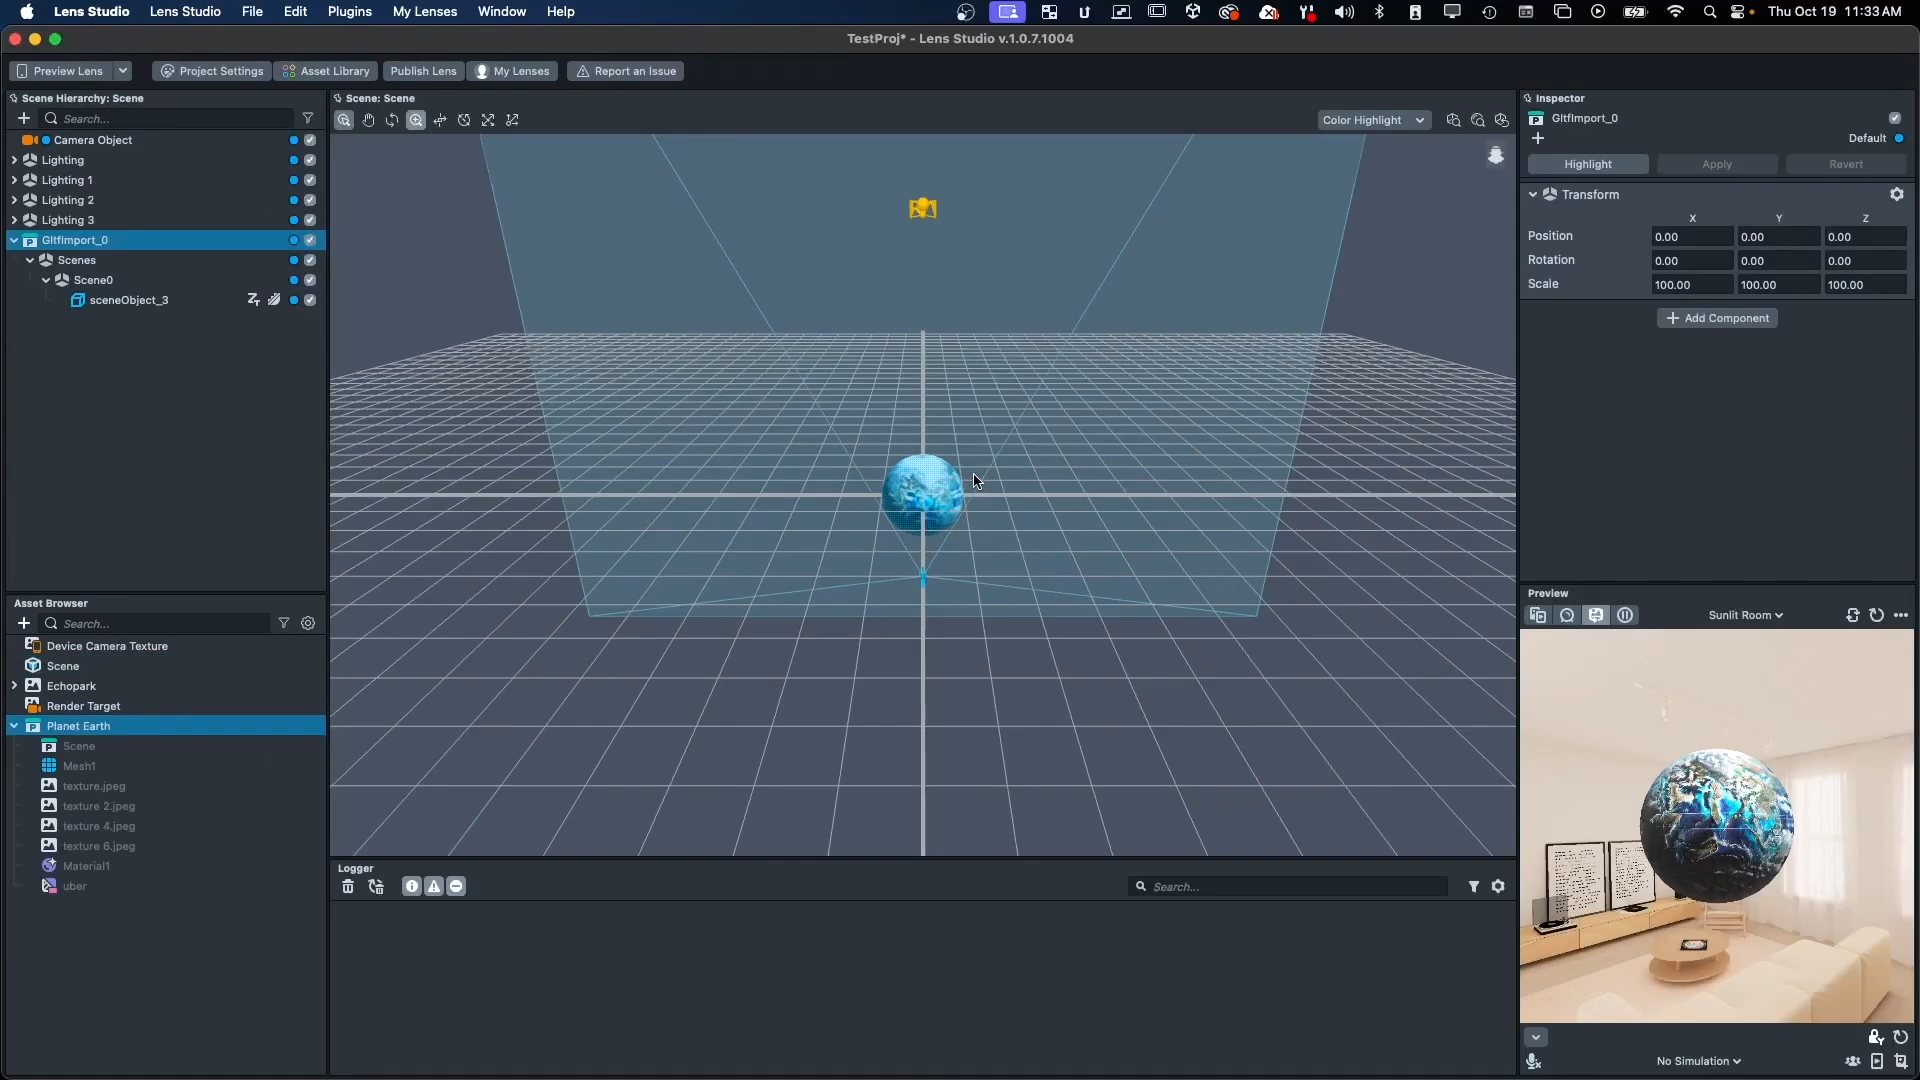 Lens Studio Lens Studio File Edit Plugins My Lenses Window Help Thu Oct 19 11:33 AM
TestProj* - Lens Studio v.1.0.7.1004
Preview Lens Project Settings Asset Library Publish Lens My Lenses Report an Issue
Scene Hierarchy: Scene
Search...
Camera Object
Lighting
Lighting 1
Lighting 2
Lighting 3
GltfImport_0
Scenes
Scene0
sceneObject_3
Asset Browser
Search...
Device Camera Texture
Scene
Echopark
Render Target
Planet Earth
Scene
Mesh1
texture.jpeg
texture 2.jpeg
texture 4.jpeg
texture 6.jpeg
Material1
uber
Scene: Scene
Color Highlight
Logger
Search...
Inspector
GltfImport_0
Default
Highlight Apply Revert
Transform
X Y Z
Position 0.00 0.00 0.00
Rotation 0.00 0.00 0.00
Scale 100.00 100.00 100.00
Add Component
Preview
Sunlit Room
No Simulation